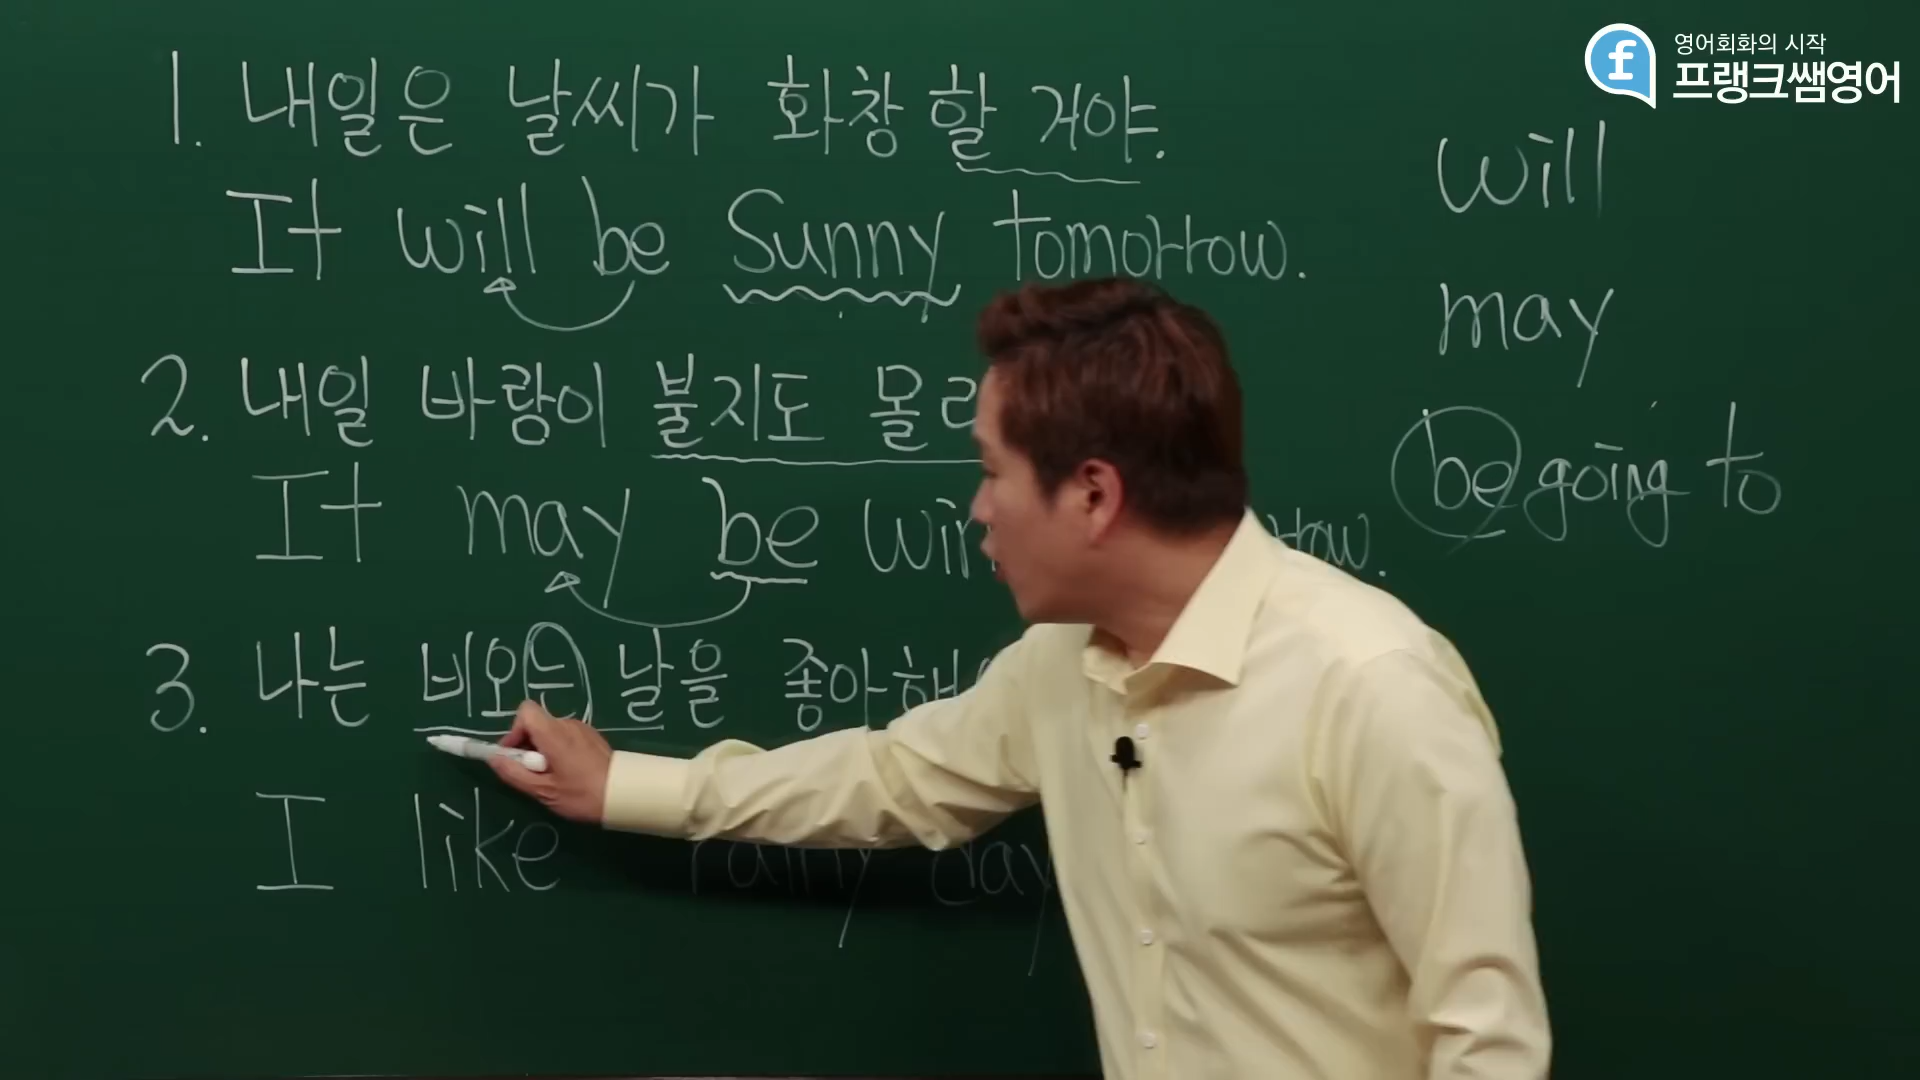 영어회화의 시작
프랭크쌤영어
1. 내일은 날씨가 화창할 거야.
It will be Sunny tomorrow.
2. 내일 바람이 불지도 몰
It may be
3. 나는 비오는 날을 좋아해
I like rainy day
will
may
be going to